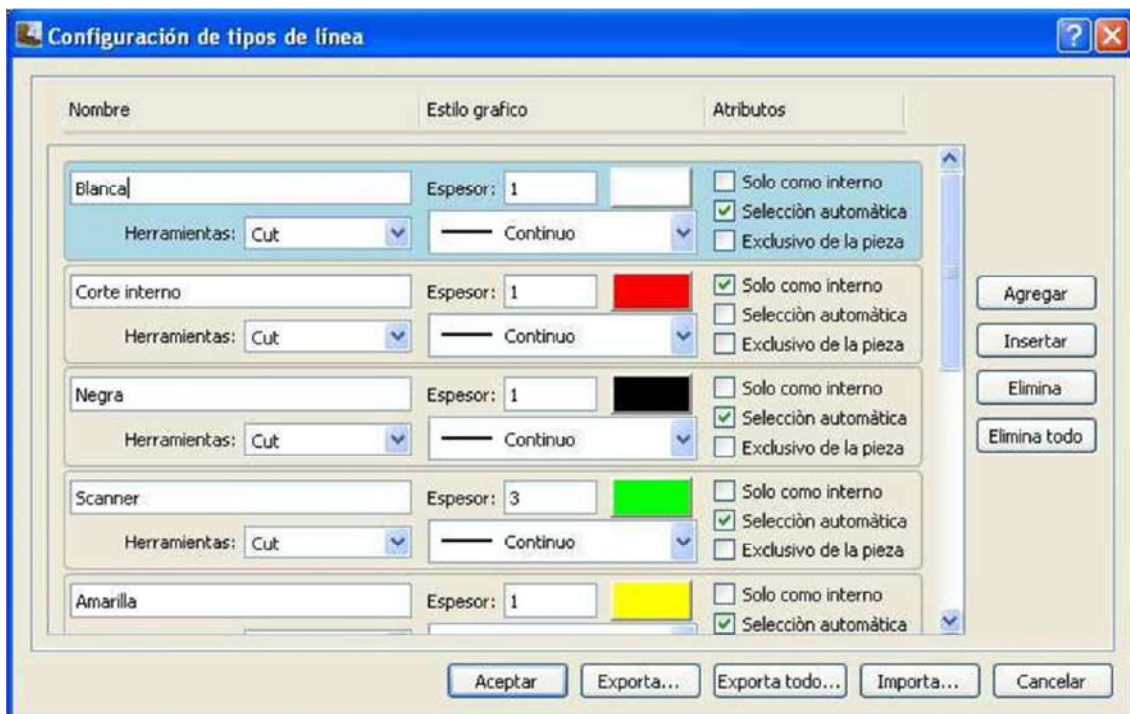 Configuración de tipos de línea
Nombre Estilo grafico Atributos
Blanca Espesor: 1 Solo como interno
Selecciòn automàtica
Herramientas: Cut Continuo Exclusivo de la pieza
Corte interno Espesor: 1 Solo como interno
Selecciòn automàtica
Herramientas: Cut Continuo Exclusivo de la pieza
Negra Espesor: 1 Solo como interno
Selecciòn automàtica
Herramientas: Cut Continuo Exclusivo de la pieza
Scanner Espesor: 3 Solo como interno
Selecciòn automàtica
Herramientas: Cut Continuo Exclusivo de la pieza
Amarilla Espesor: 1 Solo como interno
Selecciòn automàtica
Agregar
Insertar
Elimina
Elimina todo
Aceptar Exporta... Exporta todo... Importa... Cancelar